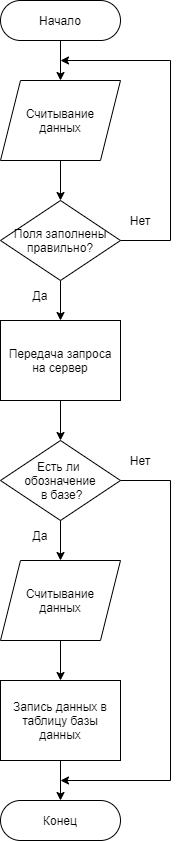 Начало
Считывание
данных
Поля заполнены
правильно?
Нет
Да
Передача запроса
на сервер
Есть ли
обозначение
в базе?
Нет
Да
Считывание
данных
Запись данных в
таблицу базы
данных
Конец